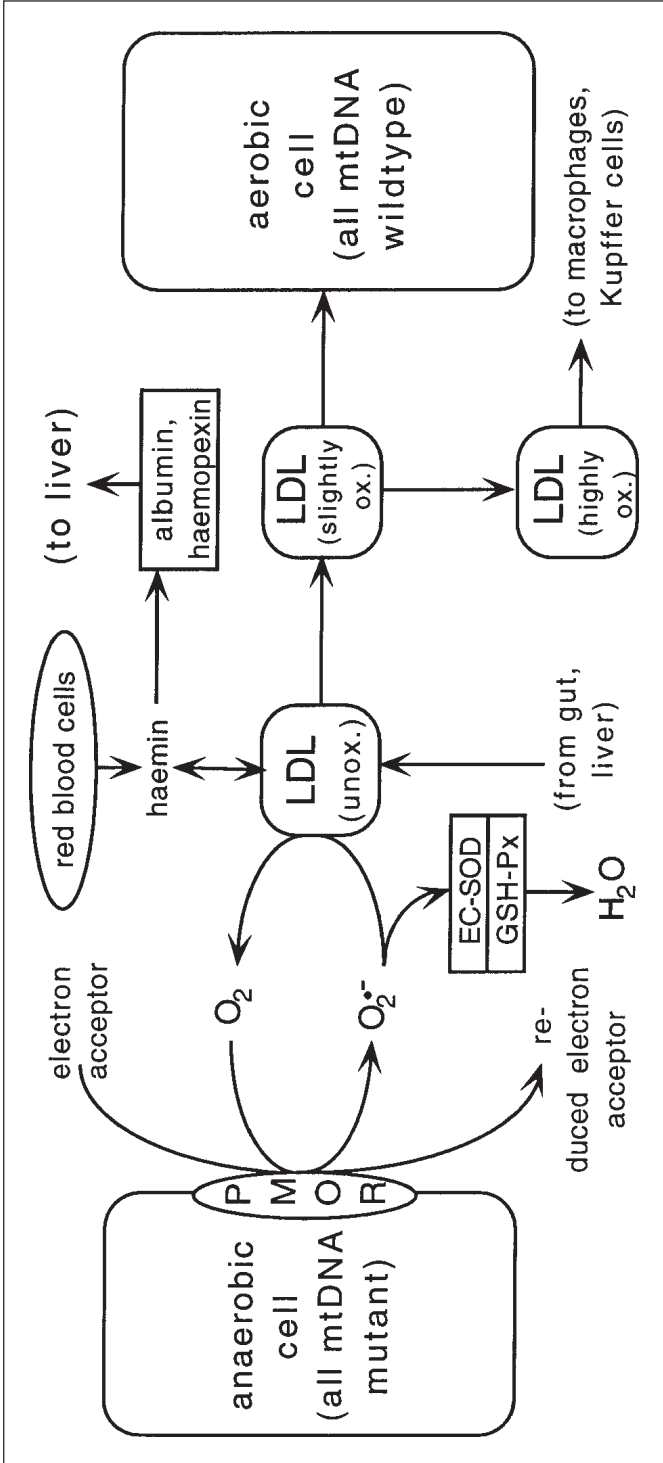 anaerobic
cell
(all mtDNA
mutant)
P
M
O
R
electron
acceptor
O₂
O₂•-
re-
duced electron
acceptor
EC-SOD
GSH-Px
H₂O
red blood cells
haemin
LDL
(unox.)
(from gut,
liver)
(to liver)
albumin,
haemopexin
LDL
(slightly
ox.)
LDL
(highly
ox.)
(to macrophages,
Kupffer cells)
aerobic
cell
(all mtDNA
wildtype)